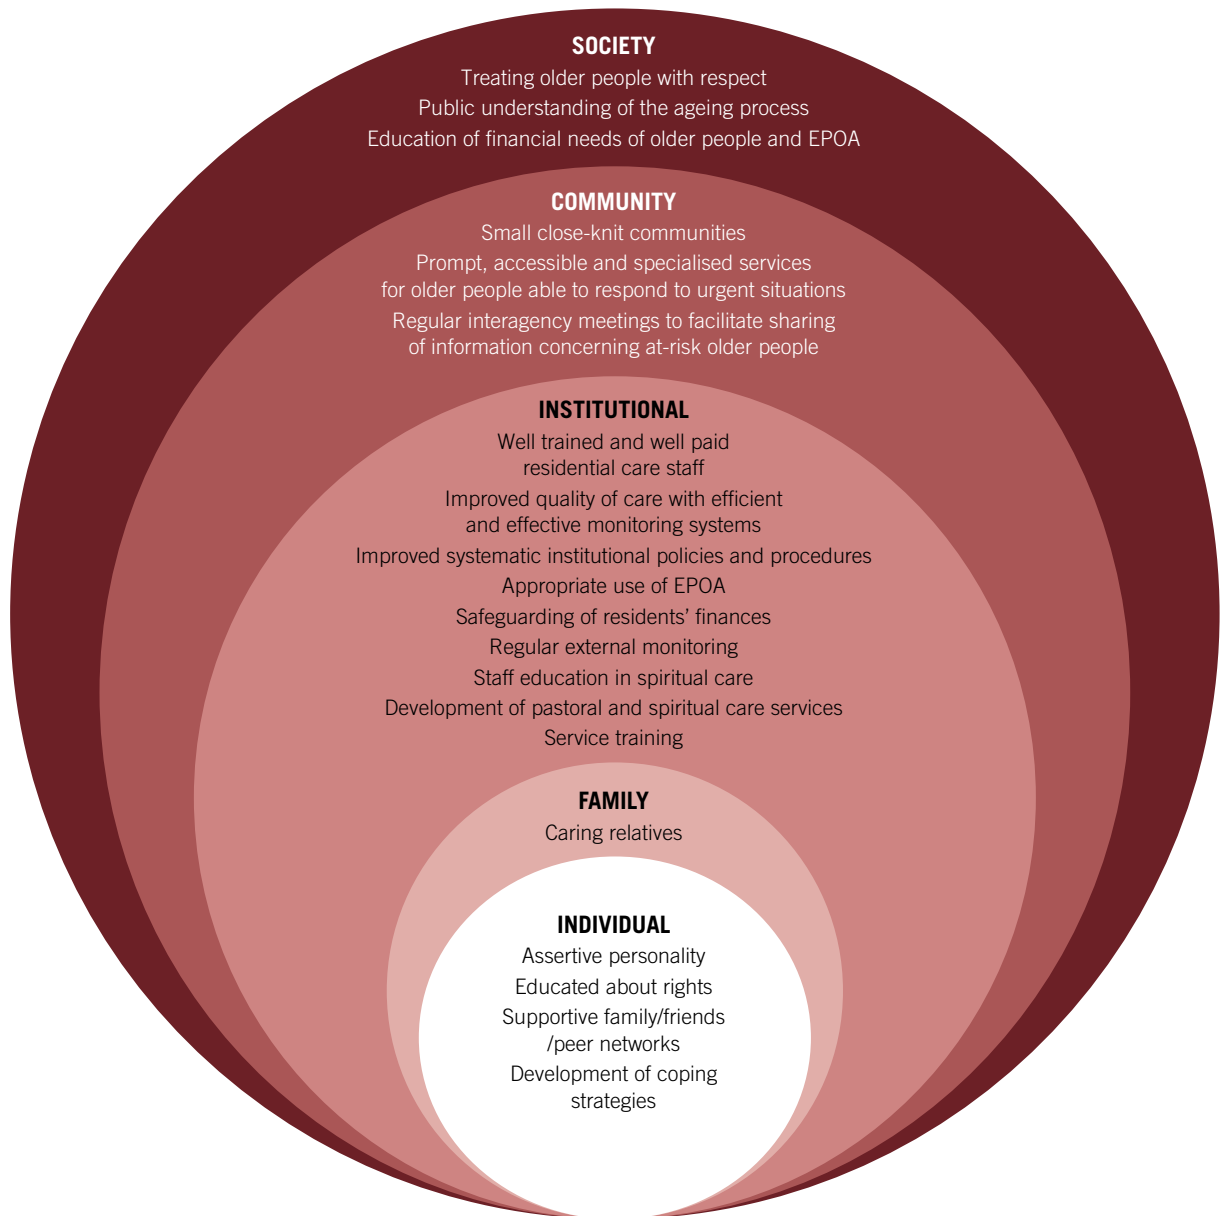 SOCIETY
Treating older people with respect
Public understanding of the ageing process
Education of financial needs of older people and EPOA
COMMUNITY
Small close-knit communities
Prompt, accessible and specialised services
for older people able to respond to urgent situations
Regular interagency meetings to facilitate sharing
of information concerning at-risk older people
INSTITUTIONAL
Well trained and well paid
residential care staff
Improved quality of care with efficient
and effective monitoring systems
Improved systematic institutional policies and procedures
Appropriate use of EPOA
Safeguarding of residents’ finances
Regular external monitoring
Staff education in spiritual care
Development of pastoral and spiritual care services
Service training
FAMILY
Caring relatives
INDIVIDUAL
Assertive personality
Educated about rights
Supportive family/friends
/peer networks
Development of coping
strategies